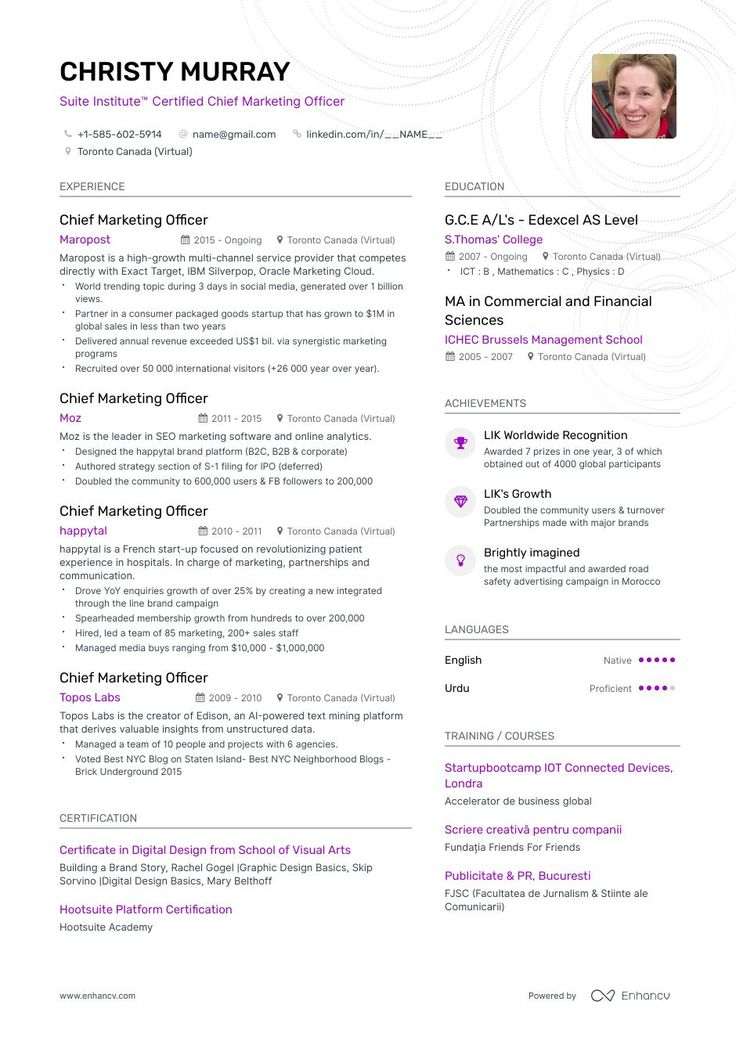 CHRISTY MURRAY
Suite Institute™ Certified Chief Marketing Officer
+1-585-602-5914 name@gmail.com linkedin.com/in/__NAME__
Toronto Canada (Virtual)
EXPERIENCE
Chief Marketing Officer
Maropost 2015 - Ongoing Toronto Canada (Virtual)
Maropost is a high-growth multi-channel service provider that competes
directly with Exact Target, IBM Silverpop, Oracle Marketing Cloud.
· World trending topic during 3 days in social media, generated over 1 billion
views.
· Partner in a consumer packaged goods startup that has grown to $1M in
global sales in less than two years
· Delivered annual revenue exceeded US$1 bil. via synergistic marketing
programs
· Recruited over 50 000 international visitors (+26 000 year over year).
Chief Marketing Officer
Moz 2011 - 2015 Toronto Canada (Virtual)
Moz is the leader in SEO marketing software and online analytics.
· Designed the happytal brand platform (B2C, B2B & corporate)
· Authored strategy section of S-1 filing for IPO (deferred)
· Doubled the community to 600,000 users & FB followers to 200,000
Chief Marketing Officer
happytal 2010 - 2011 Toronto Canada (Virtual)
happytal is a French start-up focused on revolutionizing patient
experience in hospitals. In charge of marketing, partnerships and
communication.
· Drove YoY enquiries growth of over 25% by creating a new integrated
through the line brand campaign
· Spearheaded membership growth from hundreds to over 200,000
· Hired, led a team of 85 marketing, 200+ sales staff
· Managed media buys ranging from $10,000 - $1,000,000
Chief Marketing Officer
Topos Labs 2009 - 2010 Toronto Canada (Virtual)
Topos Labs is the creator of Edison, an AI-powered text mining platform
that derives valuable insights from unstructured data.
· Managed a team of 10 people and projects with 6 agencies.
· Voted Best NYC Blog on Staten Island- Best NYC Neighborhood Blogs -
Brick Underground 2015
CERTIFICATION
Certificate in Digital Design from School of Visual Arts
Building a Brand Story, Rachel Gogel |Graphic Design Basics, Skip
Sorvino |Digital Design Basics, Mary Belthoff
Hootsuite Platform Certification
Hootsuite Academy
EDUCATION
G.C.E A/L's - Edexcel AS Level
S.Thomas' College
2007 - Ongoing Toronto Canada (Virtual)
· ICT : B , Mathematics : C , Physics : D
MA in Commercial and Financial
Sciences
ICHEC Brussels Management School
2005 - 2007 Toronto Canada (Virtual)
ACHIEVEMENTS
LIK Worldwide Recognition
Awarded 7 prizes in one year, 3 of which
obtained out of 4000 global participants
LIK's Growth
Doubled the community users & turnover
Partnerships made with major brands
Brightly imagined
the most impactful and awarded road
safety advertising campaign in Morocco
LANGUAGES
English Native
Urdu Proficient
TRAINING / COURSES
Startupbootcamp IOT Connected Devices,
Londra
Accelerator de business global
Scriere creativă pentru companii
Fundația Friends For Friends
Publicitate & PR, Bucuresti
FJSC (Facultatea de Jurnalism & Stiinte ale
Comunicarii)
www.enhancv.com Powered by Enhancv